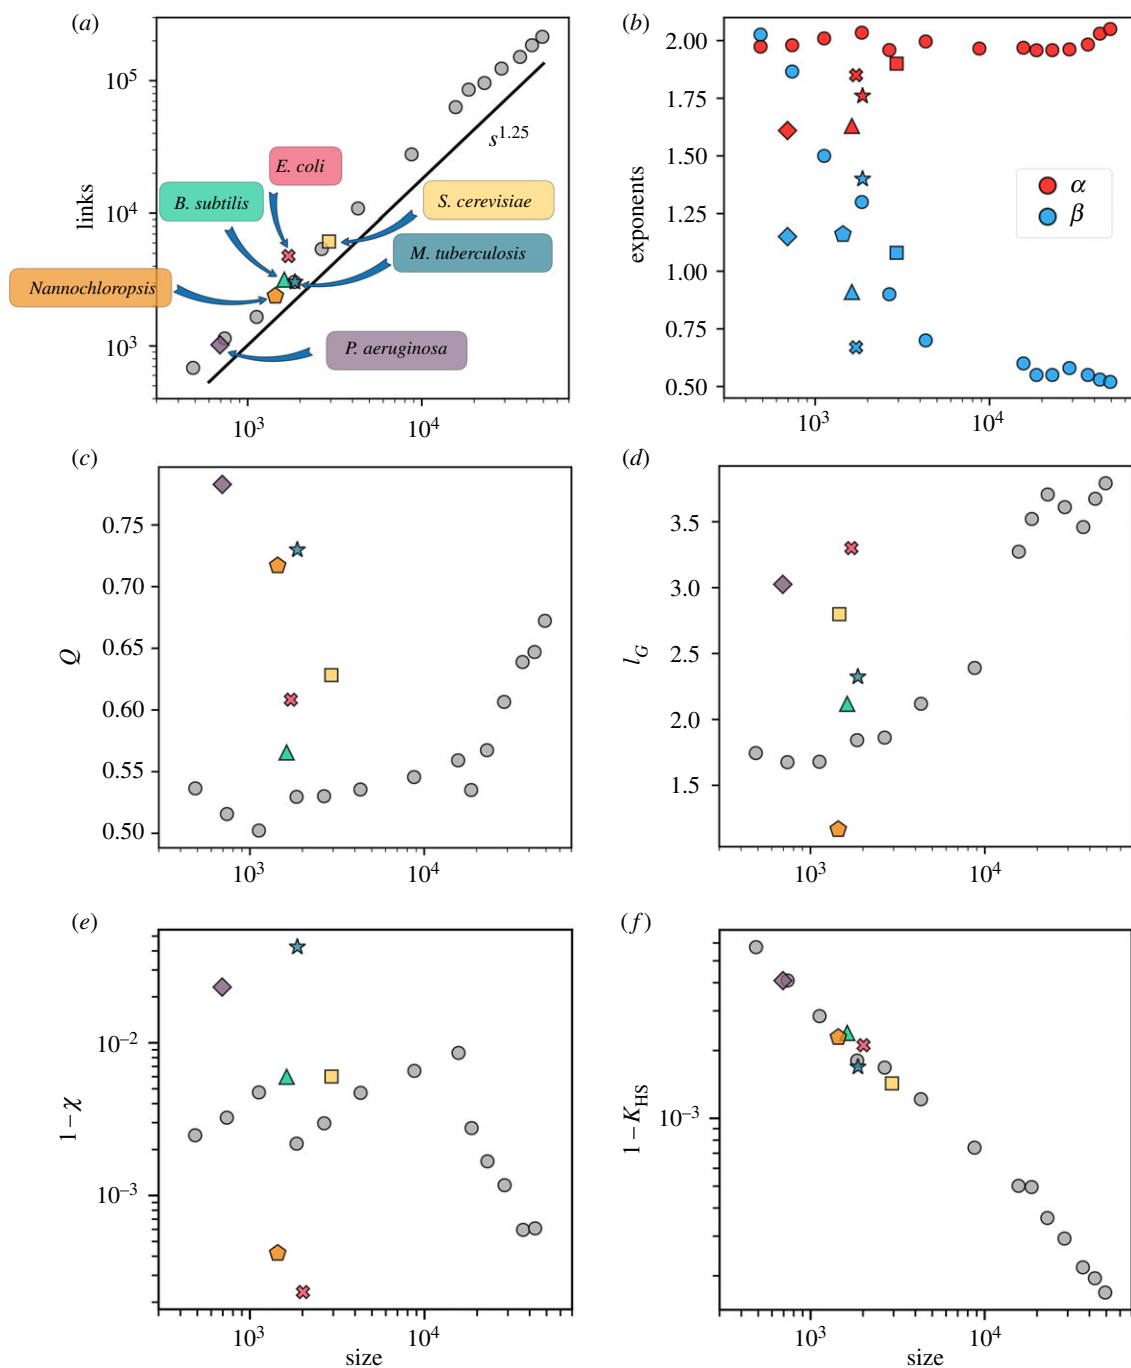 (a)
links
10^5
10^4
10^3
10^3
10^4
s^1.25
E. coli
B. subtilis
S. cerevisiae
M. tuberculosis
Nannochloropsis
P. aeruginosa
(b)
exponents
2.00
1.75
1.50
1.25
1.00
0.75
0.50
10^3
10^4
α
β
(c)
Q
0.75
0.70
0.65
0.60
0.55
0.50
10^3
10^4
(d)
l_G
3.5
3.0
2.5
2.0
1.5
10^3
10^4
(e)
1−χ
10^−2
10^−3
10^3
10^4
size
(f)
1−K_HS
10^−3
10^3
10^4
size